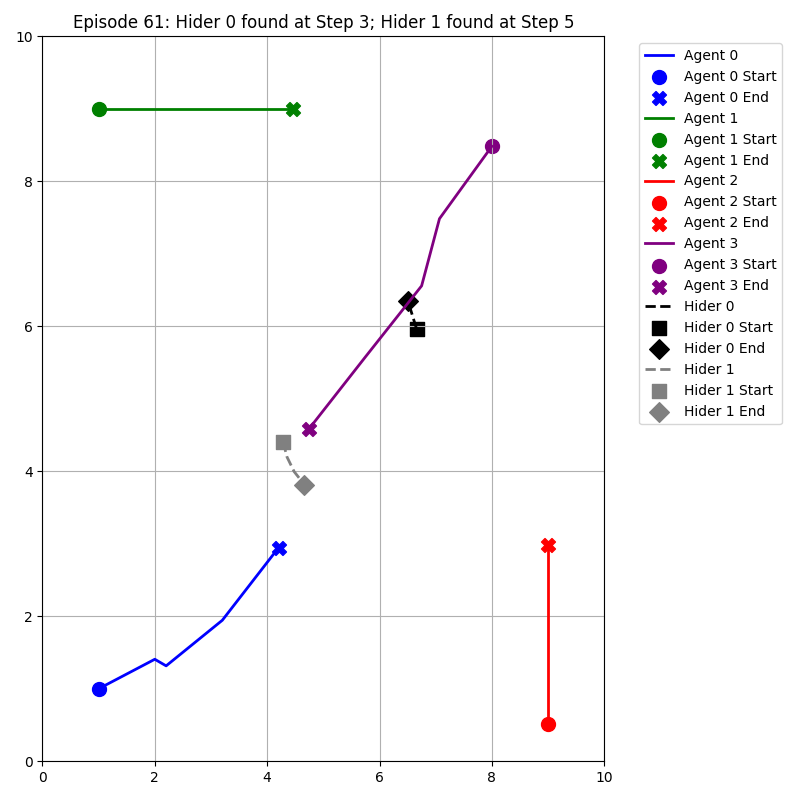 Episode 61: Hider 0 found at Step 3; Hider 1 found at Step 5
10
8
6
4
2
0
0 2 4 6 8 10
Agent 0
Agent 0 Start
Agent 0 End
Agent 1
Agent 1 Start
Agent 1 End
Agent 2
Agent 2 Start
Agent 2 End
Agent 3
Agent 3 Start
Agent 3 End
Hider 0
Hider 0 Start
Hider 0 End
Hider 1
Hider 1 Start
Hider 1 End